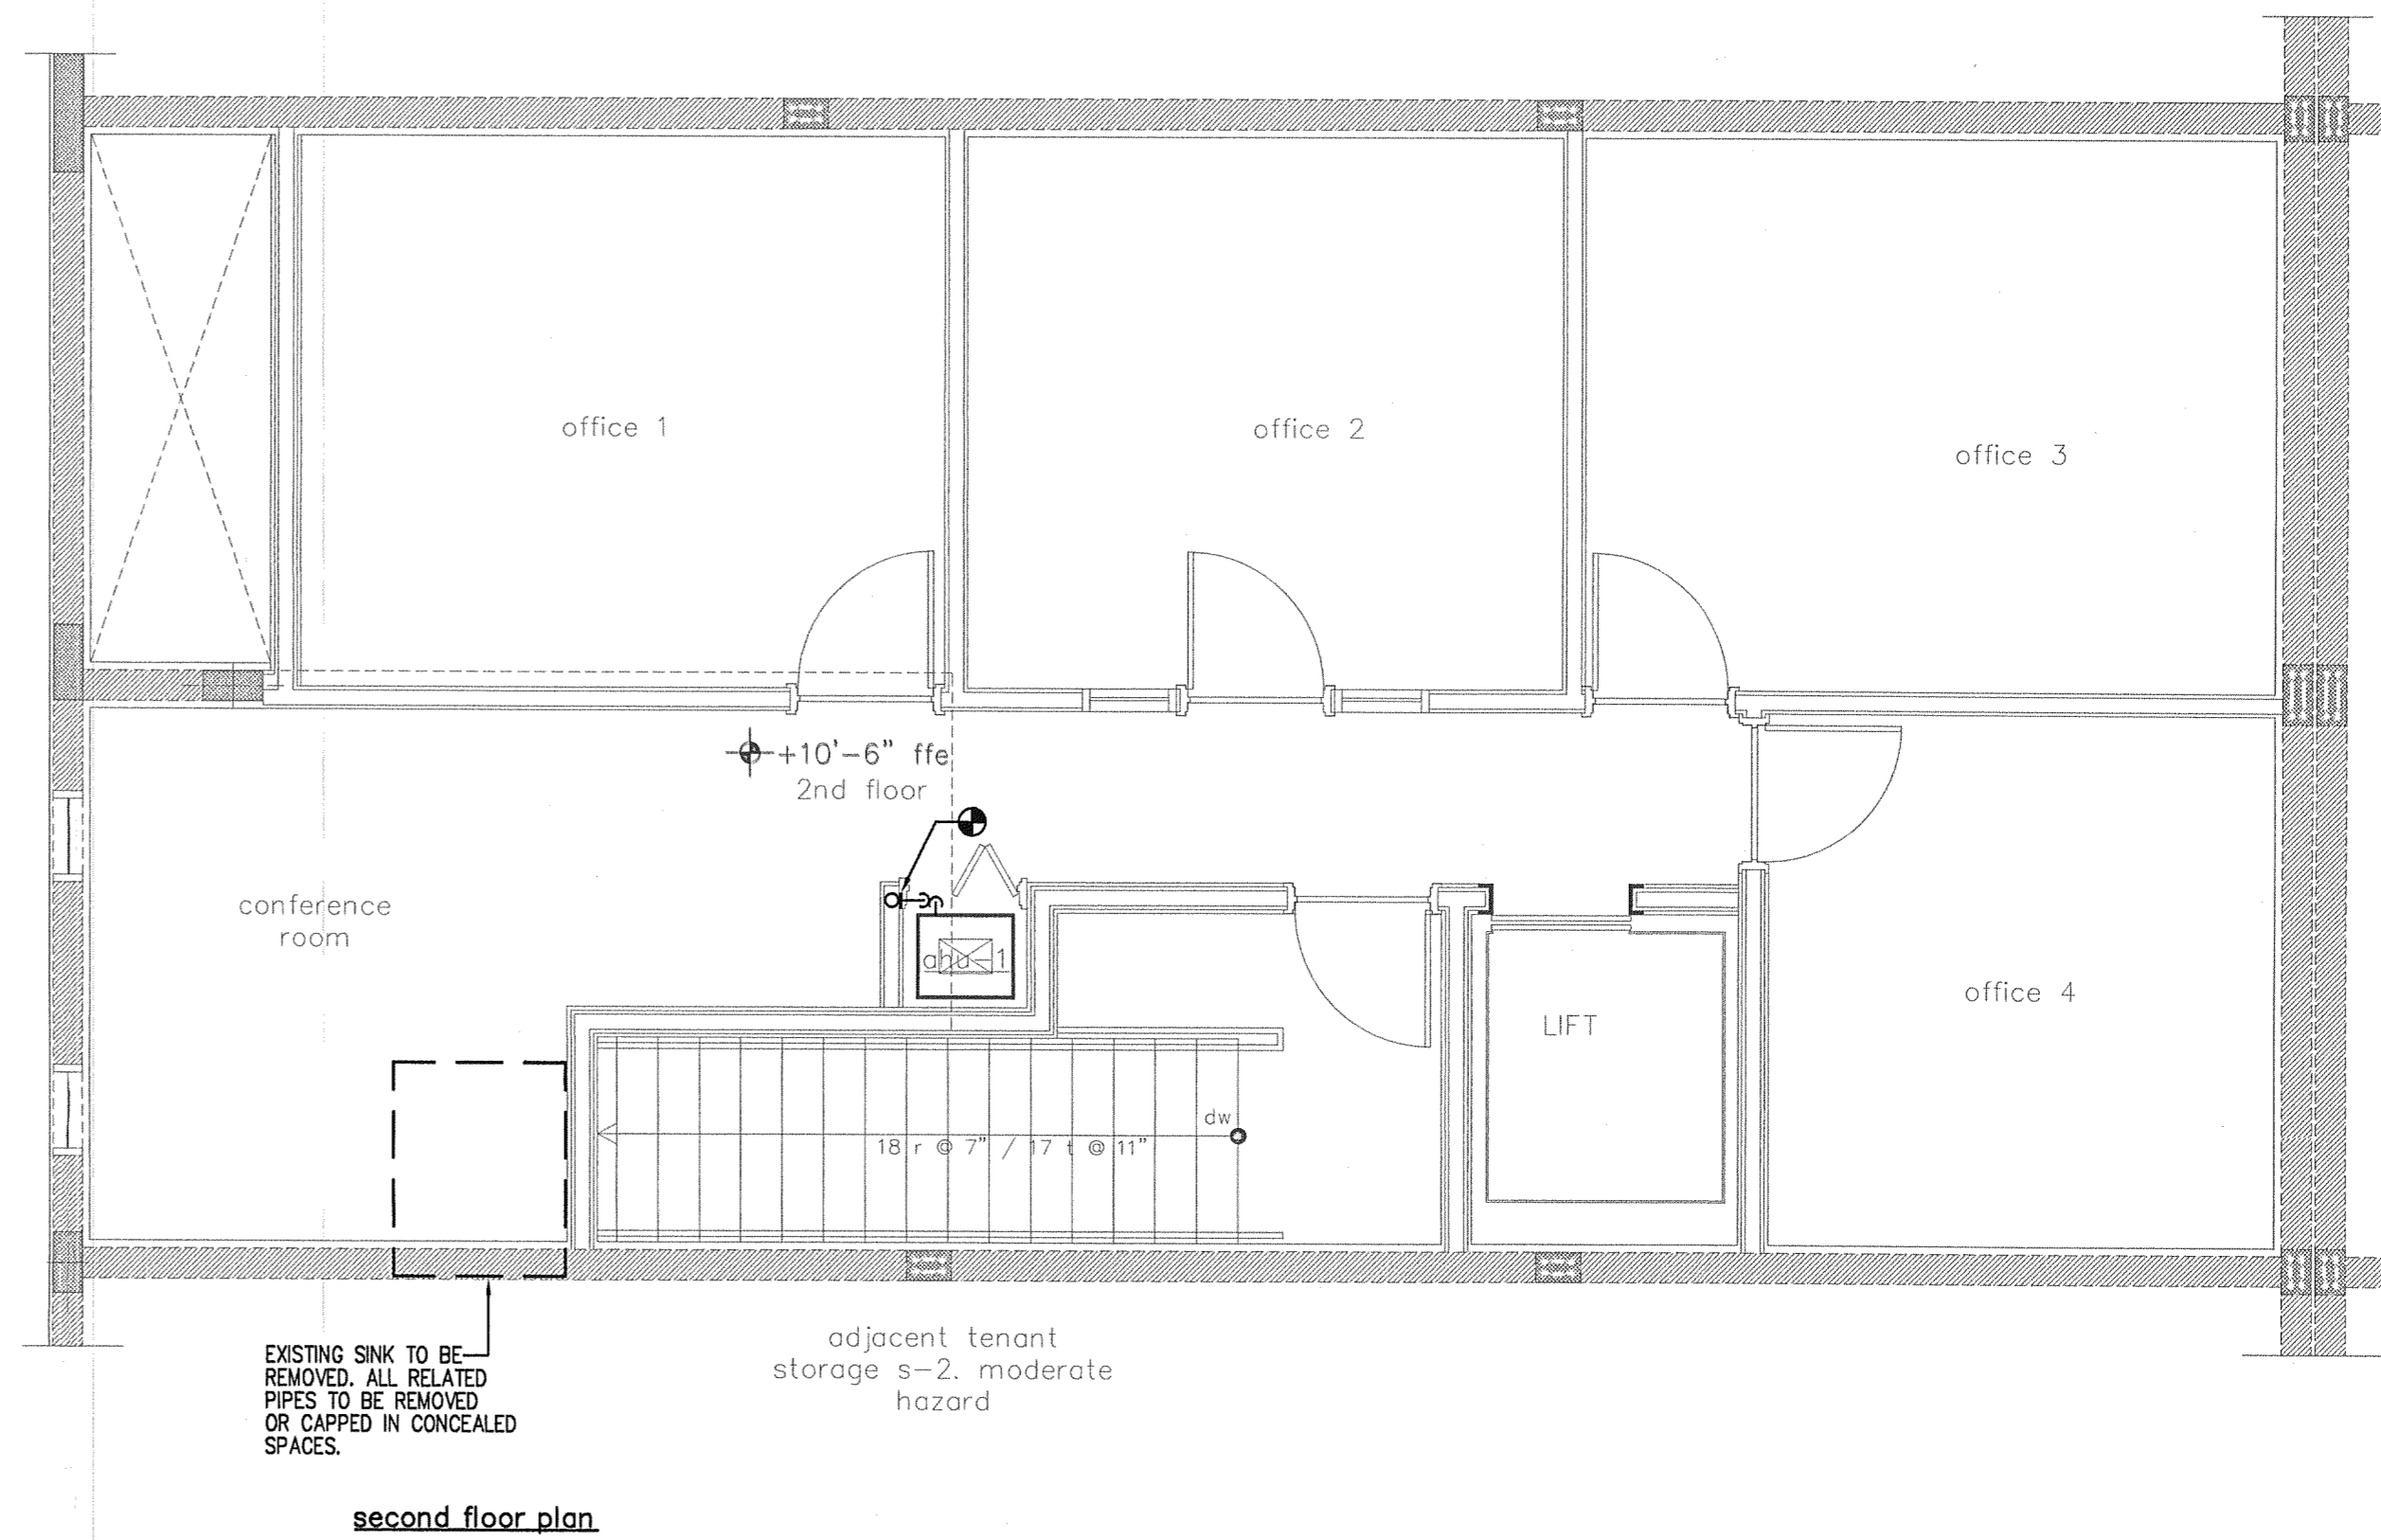 office 1
office 2
office 3
+10'-6" ffe
2nd floor
conference
room
ahu-1
LIFT
office 4
dw
18 r @ 7" / 17 t @ 11"
EXISTING SINK TO BE
REMOVED. ALL RELATED
PIPES TO BE REMOVED
OR CAPPED IN CONCEALED
SPACES.
adjacent tenant
storage s-2. moderate
hazard
second floor plan